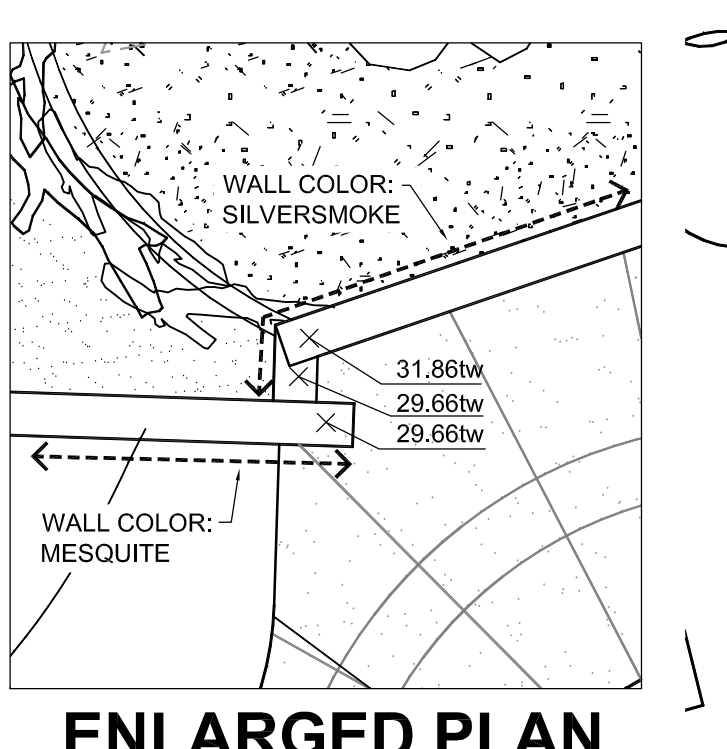 WALL COLOR:
SILVERSMOKE
31.86tw
29.66tw
29.66tw
WALL COLOR:
MESQUITE
ENLARGED PLAN